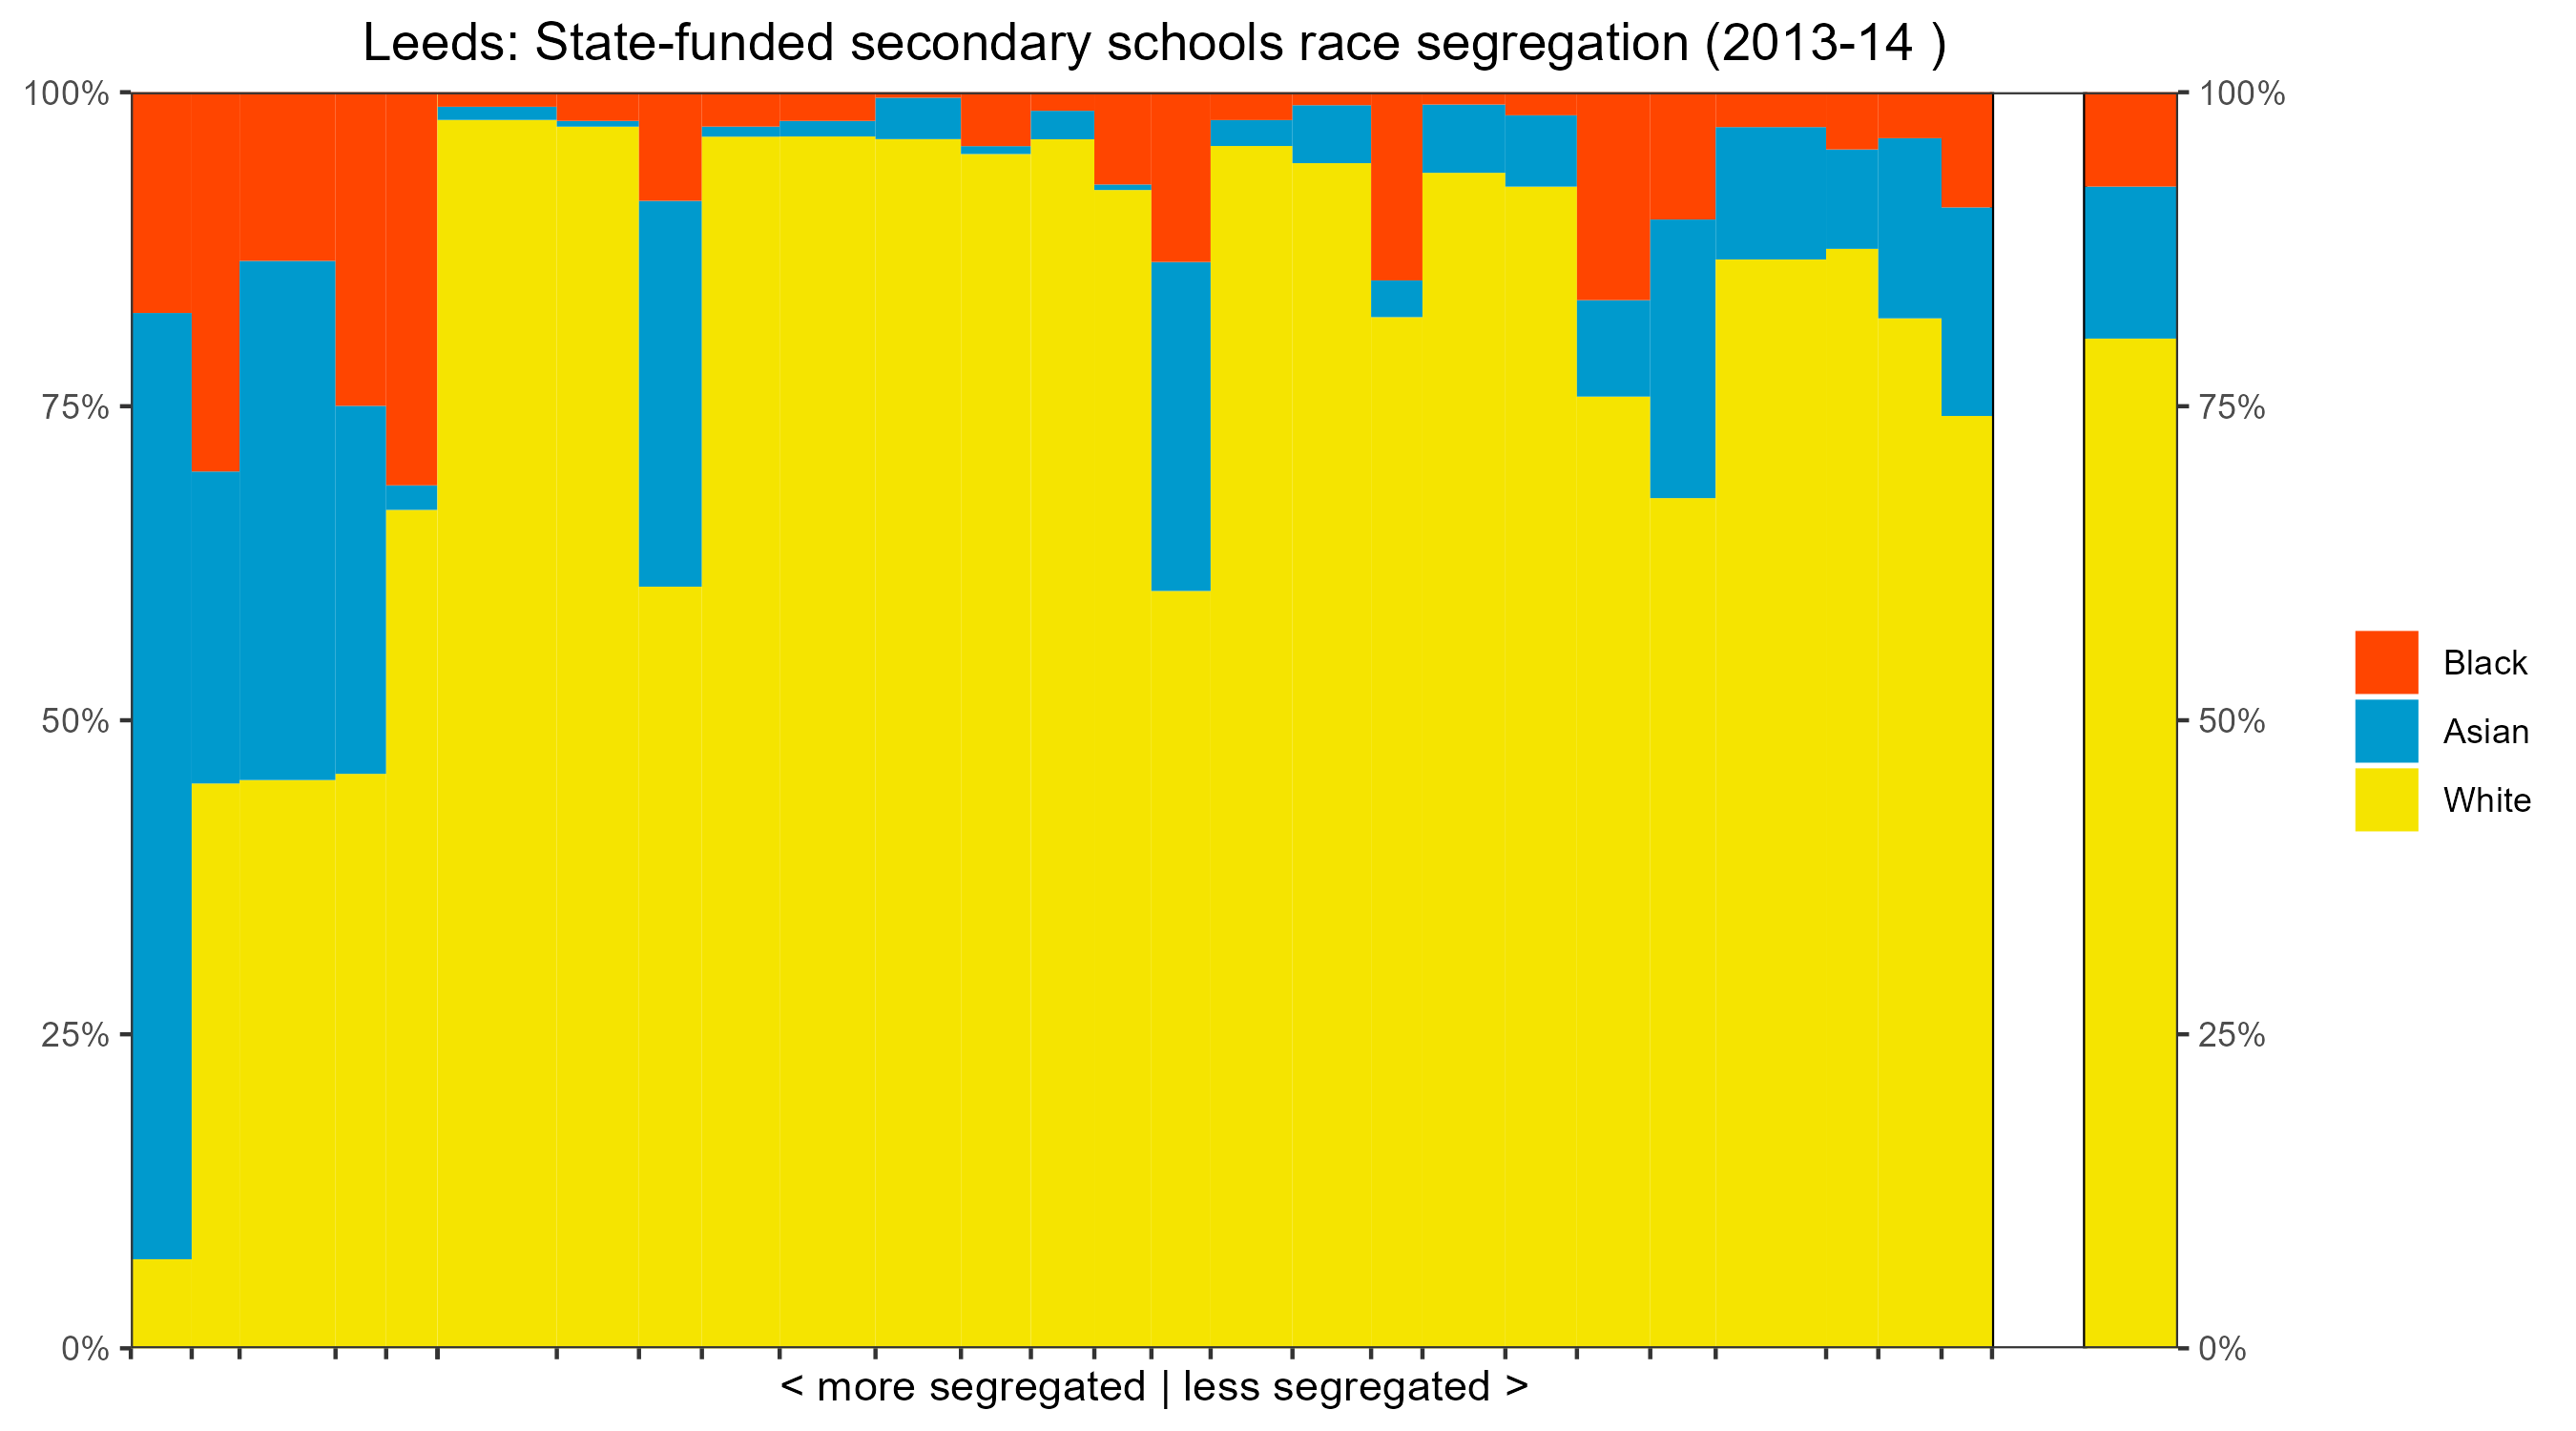 Leeds: State-funded secondary schools race segregation (2013-14 )
100% 100%
75% 75%
50% 50%
25% 25%
0% 0%
Black
Asian
White
< more segregated | less segregated >